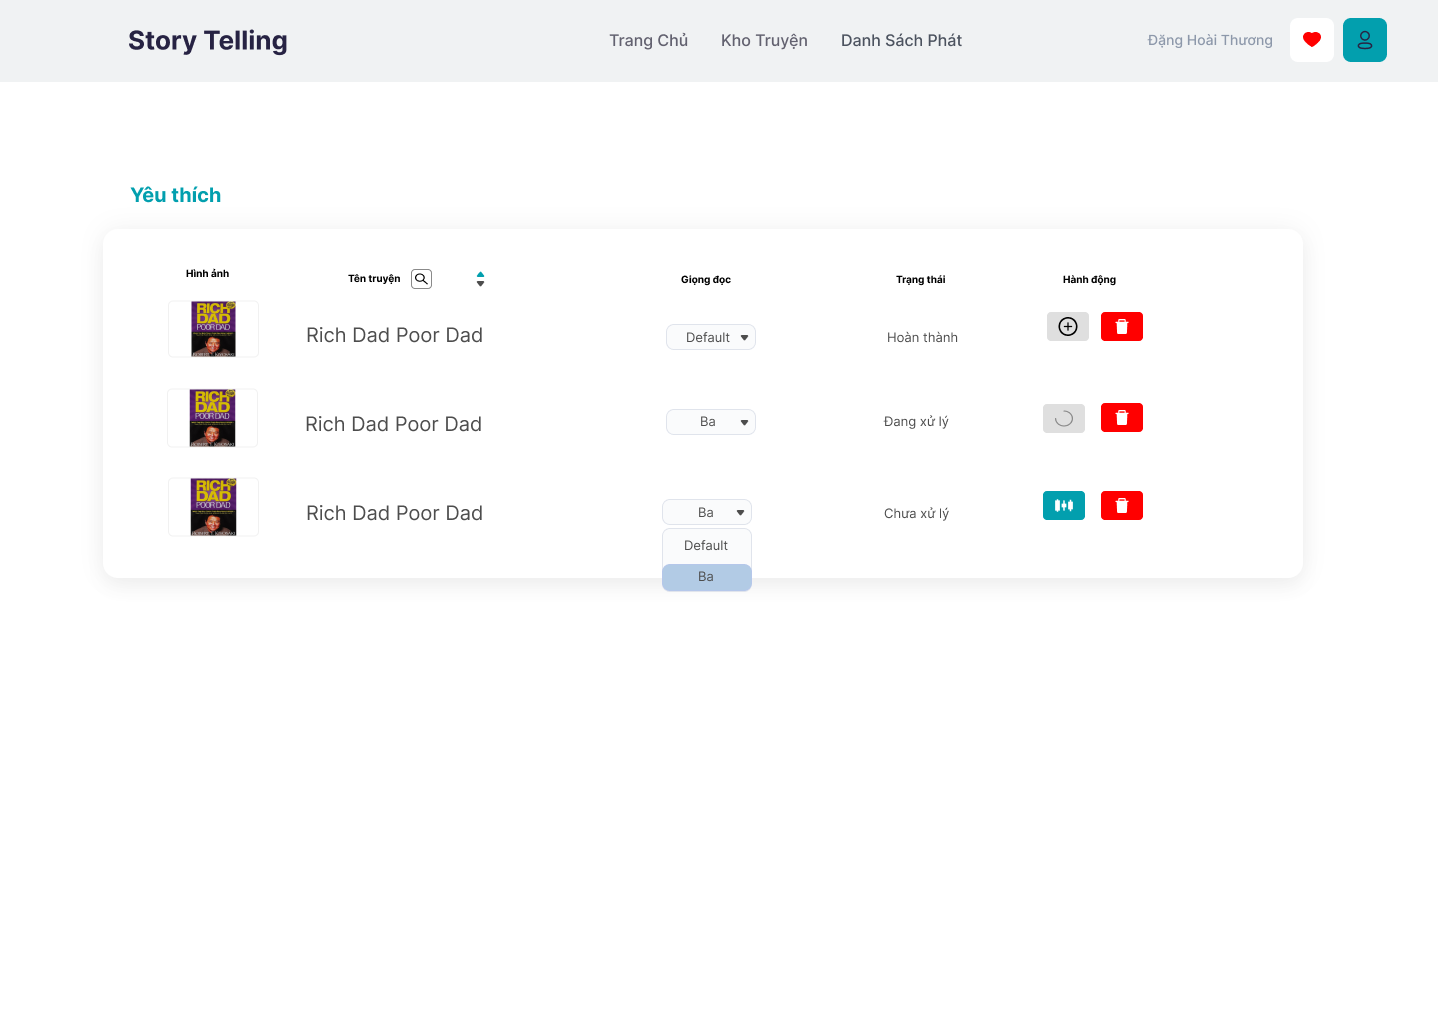 Story Telling
Trang Chủ
Kho Truyện
Danh Sách Phát
Đặng Hoài Thương
Yêu thích
Hình ảnh
Tên truyện
Giọng đọc
Trạng thái
Hành động
RICH DAD
POOR DAD
Rich Dad Poor Dad
Default
Hoàn thành
RICH DAD
POOR DAD
Rich Dad Poor Dad
Ba
Đang xử lý
RICH DAD
POOR DAD
Rich Dad Poor Dad
Ba
Chưa xử lý
Default
Ba